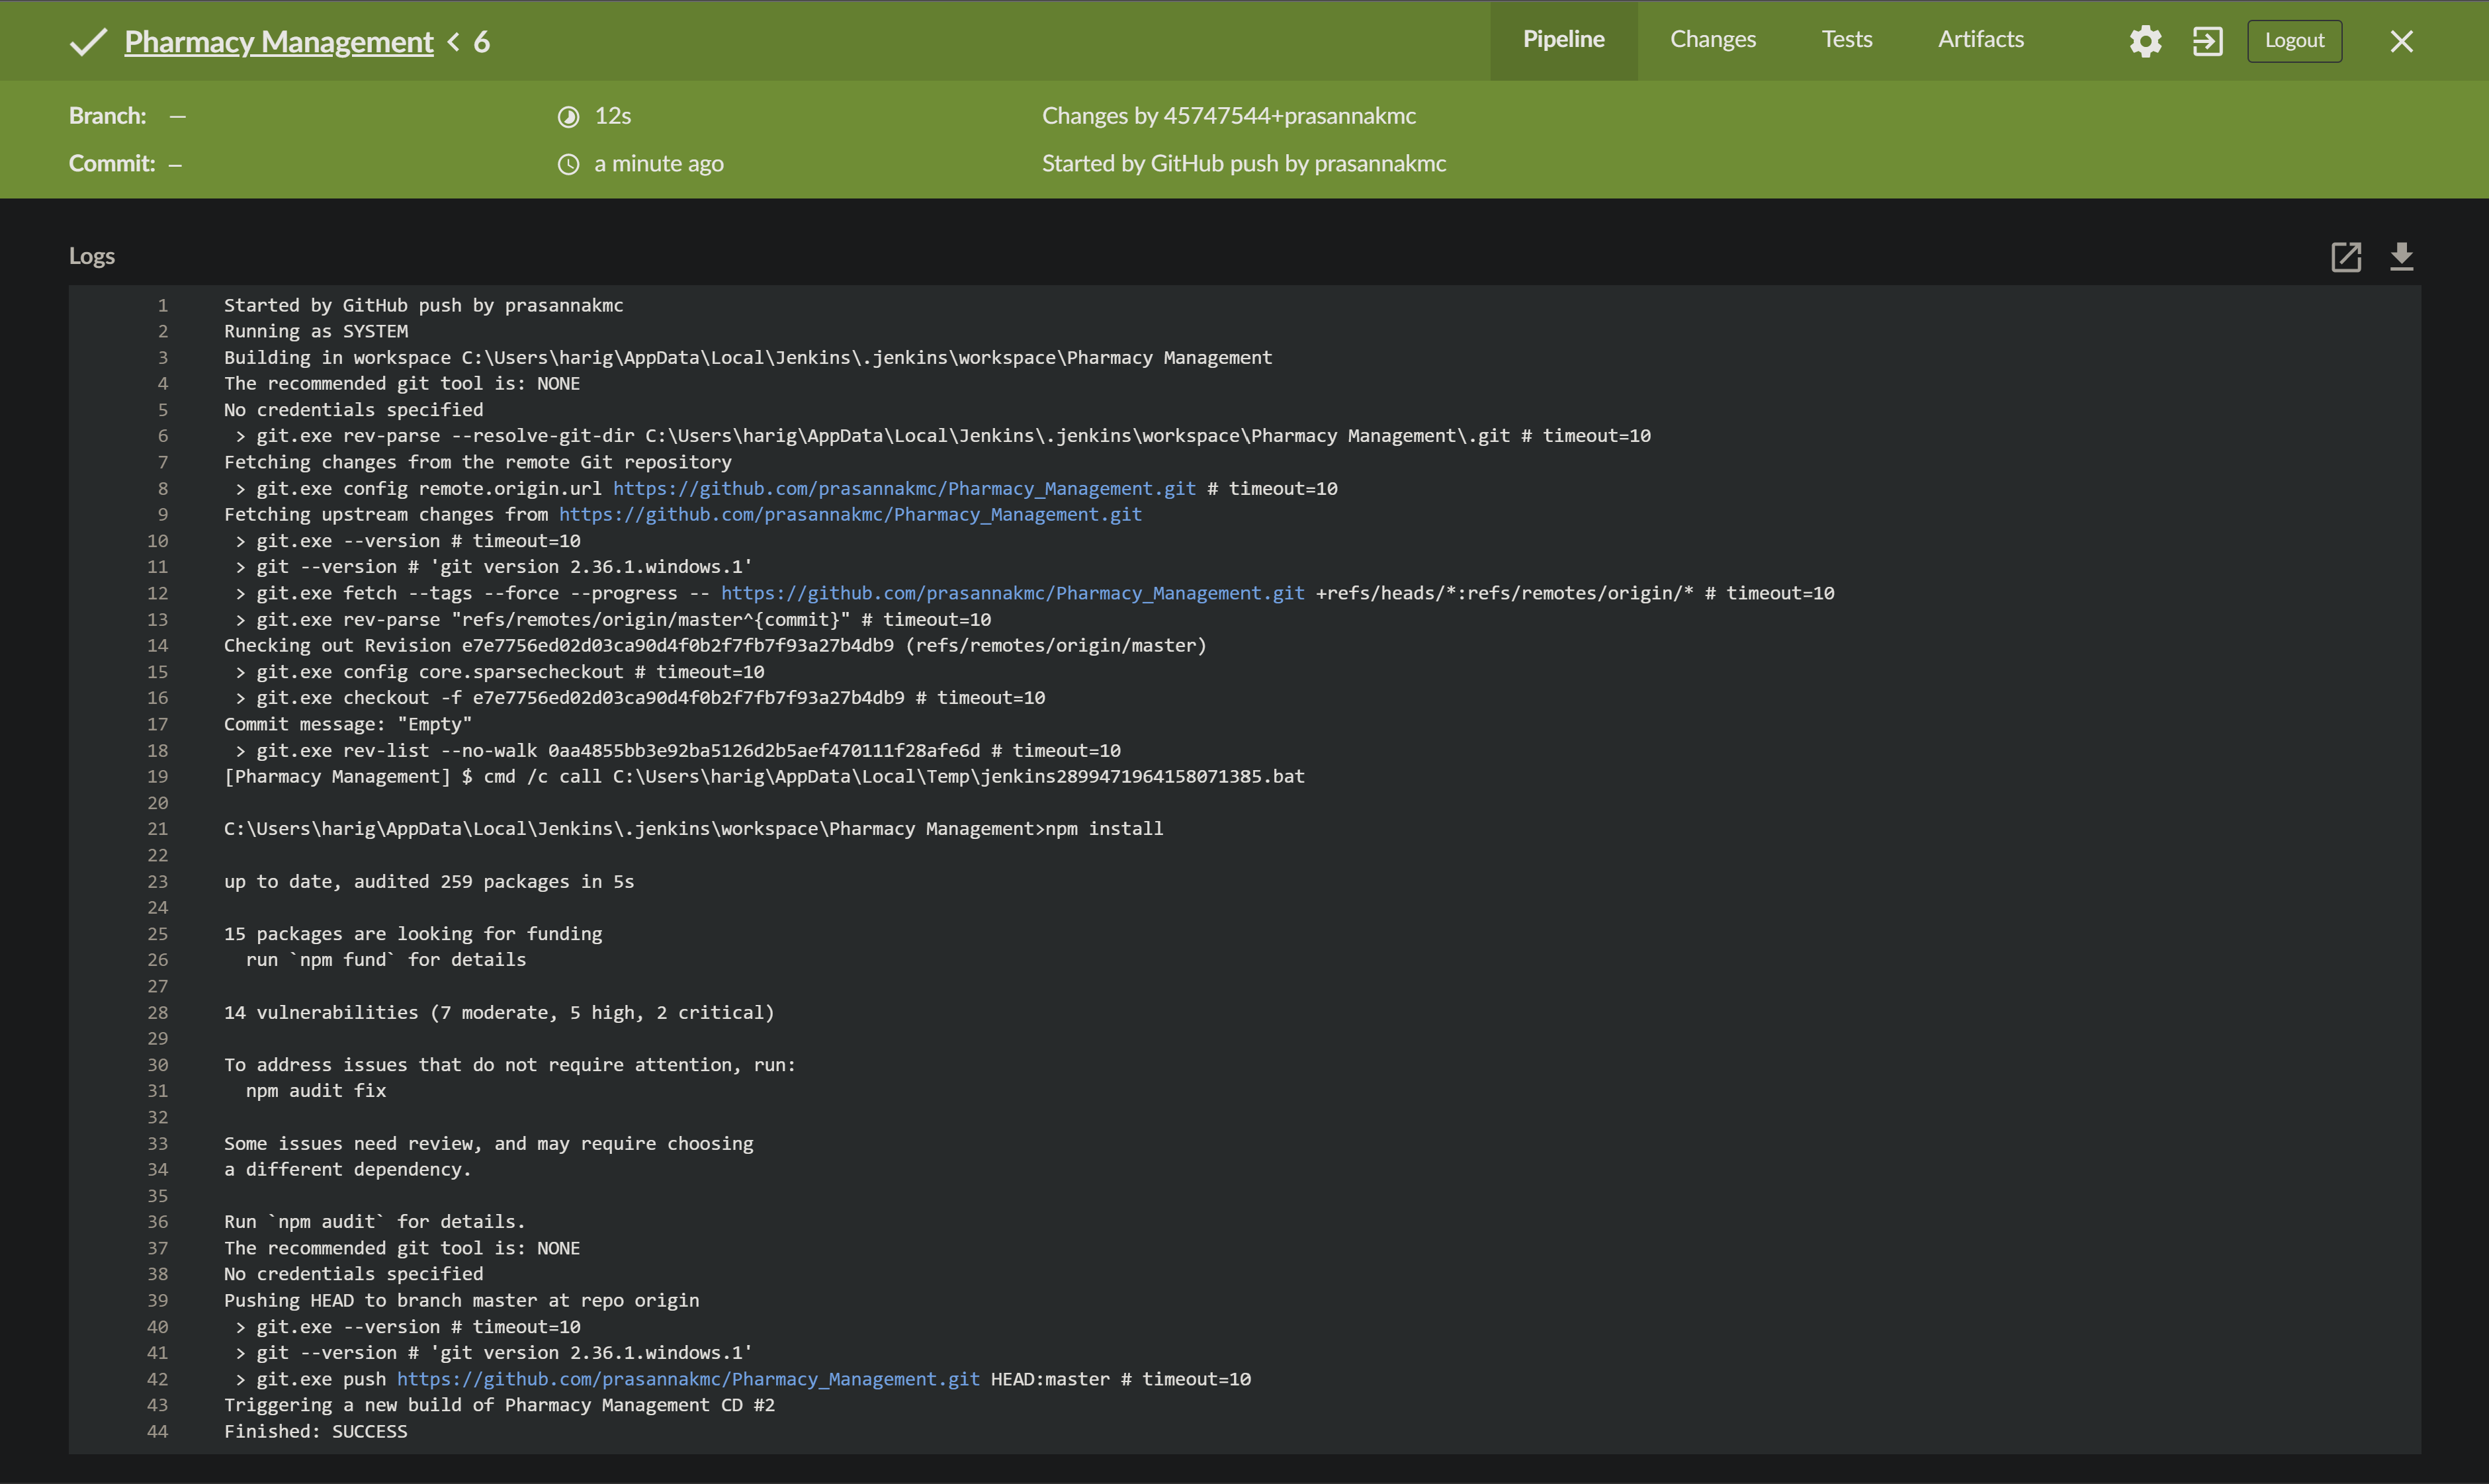 Pharmacy Management < 6
Pipeline Changes Tests Artifacts Logout
Branch: — 12s Changes by 45747544+prasannakmc
Commit: – a minute ago Started by GitHub push by prasannakmc
Logs
1 Started by GitHub push by prasannakmc
2 Running as SYSTEM
3 Building in workspace C:\Users\harig\AppData\Local\Jenkins\.jenkins\workspace\Pharmacy Management
4 The recommended git tool is: NONE
5 No credentials specified
6 > git.exe rev-parse --resolve-git-dir C:\Users\harig\AppData\Local\Jenkins\.jenkins\workspace\Pharmacy Management\.git # timeout=10
7 Fetching changes from the remote Git repository
8 > git.exe config remote.origin.url https://github.com/prasannakmc/Pharmacy_Management.git # timeout=10
9 Fetching upstream changes from https://github.com/prasannakmc/Pharmacy_Management.git
10 > git.exe --version # timeout=10
11 > git --version # 'git version 2.36.1.windows.1'
12 > git.exe fetch --tags --force --progress -- https://github.com/prasannakmc/Pharmacy_Management.git +refs/heads/*:refs/remotes/origin/* # timeout=10
13 > git.exe rev-parse "refs/remotes/origin/master^{commit}" # timeout=10
14 Checking out Revision e7e7756ed02d03ca90d4f0b2f7fb7f93a27b4db9 (refs/remotes/origin/master)
15 > git.exe config core.sparsecheckout # timeout=10
16 > git.exe checkout -f e7e7756ed02d03ca90d4f0b2f7fb7f93a27b4db9 # timeout=10
17 Commit message: "Empty"
18 > git.exe rev-list --no-walk 0aa4855bb3e92ba5126d2b5aef470111f28afe6d # timeout=10
19 [Pharmacy Management] $ cmd /c call C:\Users\harig\AppData\Local\Temp\jenkins2899471964158071385.bat
20
21 C:\Users\harig\AppData\Local\Jenkins\.jenkins\workspace\Pharmacy Management>npm install
22
23 up to date, audited 259 packages in 5s
24
25 15 packages are looking for funding
26 run `npm fund` for details
27
28 14 vulnerabilities (7 moderate, 5 high, 2 critical)
29
30 To address issues that do not require attention, run:
31 npm audit fix
32
33 Some issues need review, and may require choosing
34 a different dependency.
35
36 Run `npm audit` for details.
37 The recommended git tool is: NONE
38 No credentials specified
39 Pushing HEAD to branch master at repo origin
40 > git.exe --version # timeout=10
41 > git --version # 'git version 2.36.1.windows.1'
42 > git.exe push https://github.com/prasannakmc/Pharmacy_Management.git HEAD:master # timeout=10
43 Triggering a new build of Pharmacy Management CD #2
44 Finished: SUCCESS